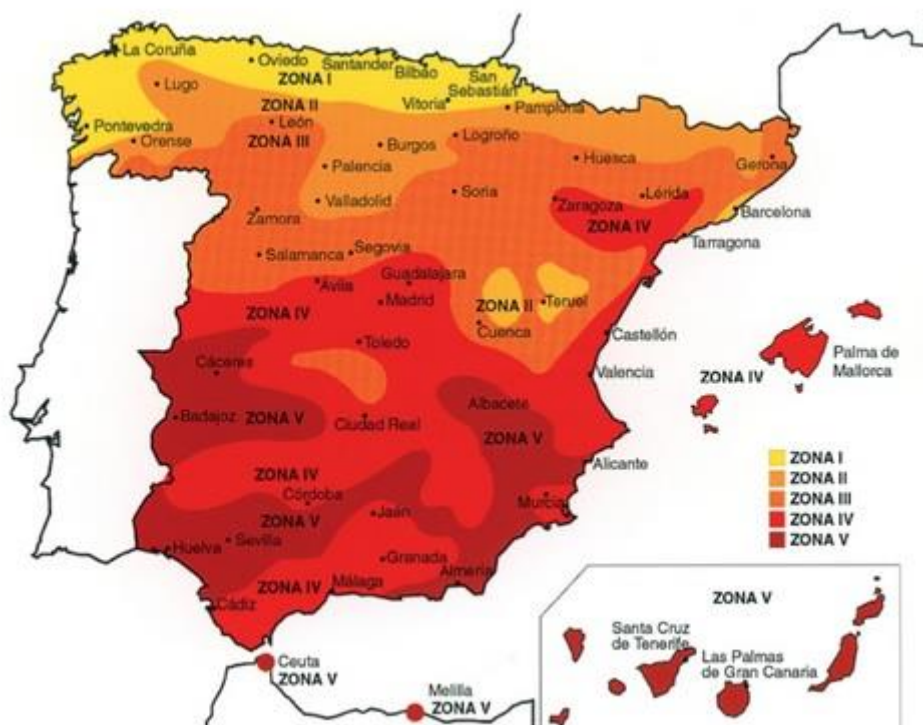 La Coruña
Oviedo
Santander
Bilbao
San
Sebastián
ZONA I
Lugo
Vitoria
Pamplona
ZONA II
León
Pontevedra
Orense
ZONA III
Burgos
Logroño
Huesca
Gerona
Palencia
Valladolid
Soria
Zaragoza
Lérida
Barcelona
Zamora
ZONA IV
Tarragona
Salamanca
Segovia
Guadalajara
Ávila
Madrid
ZONA IV
ZONA II
Teruel
Cuenca
Castellón
Toledo
Palma de
Mallorca
Cáceres
Valencia
ZONA IV
Badajoz
ZONA V
Ciudad Real
Albacete
ZONA V
Alicante
ZONA I
ZONA II
ZONA III
ZONA IV
ZONA V
ZONA IV
Córdoba
Murcia
ZONA V
Jaén
Huelva
Sevilla
Granada
Almería
ZONA IV
Málaga
Cádiz
ZONA V
Santa Cruz
de Tenerife
Las Palmas
de Gran Canaria
Ceuta
ZONA V
Melilla
ZONA V